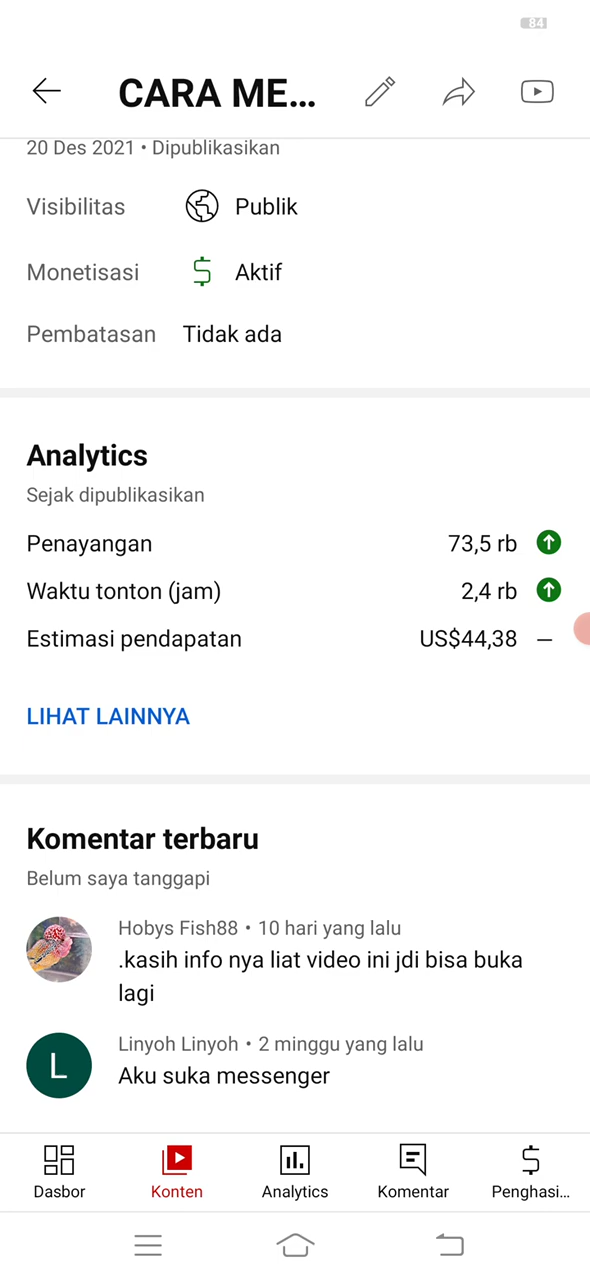 84
CARA ME...
20 Des 2021 • Dipublikasikan
Visibilitas Publik
Monetisasi Aktif
Pembatasan Tidak ada
Analytics
Sejak dipublikasikan
Penayangan 73,5 rb
Waktu tonton (jam) 2,4 rb
Estimasi pendapatan US$44,38 –
LIHAT LAINNYA
Komentar terbaru
Belum saya tanggapi
Hobys Fish88 • 10 hari yang lalu
.kasih info nya liat video ini jdi bisa buka
lagi
L
Linyoh Linyoh • 2 minggu yang lalu
Aku suka messenger
Dasbor Konten Analytics Komentar Penghasi...